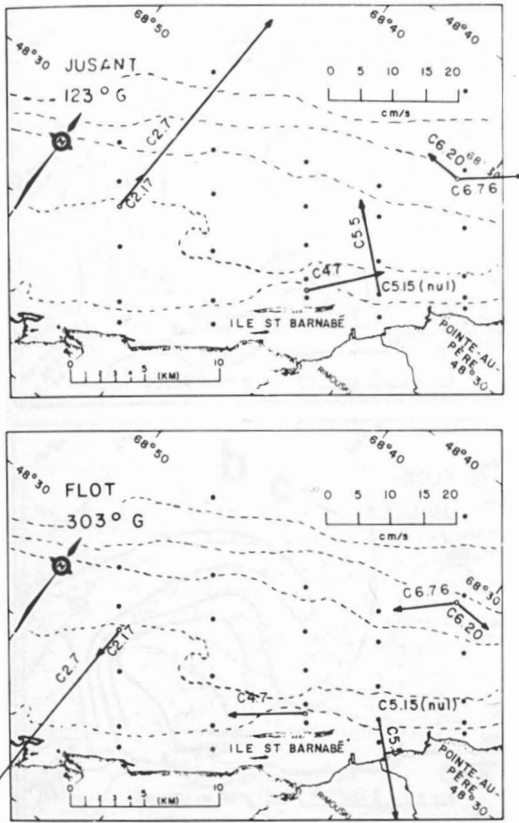 68°50
68°40
48°40
48°30
JUSANT
123° G
0 5 10 15 20
cm/s
C2.7
C2.17
C6.20
68°30
C6.76
C5.5
C4.7
C5.15 (nul)
ILE ST BARNABÉ
POINTE-AU-
PÈRE
48°30
RIMOUSKI
0 5 10
(KM)
68°50
68°40
48°40
48°30
FLOT
303° G
0 5 10 15 20
cm/s
C6.76
68°30
C6.20
C2.7
C2.17
C4.7
C5.15 (nul)
C5.5
ILE ST BARNABÉ
POINTE-AU-
PÈRE
48°30
RIMOUSKI
0 5 10
(KM)